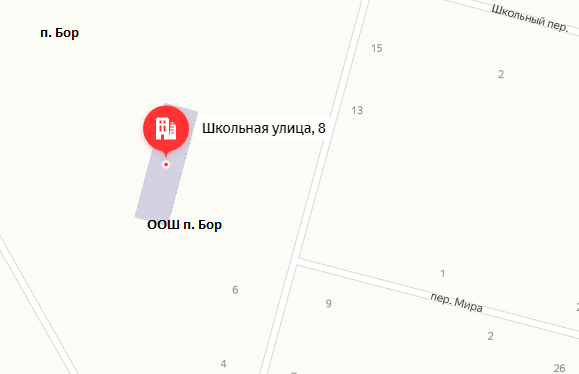 Школьный пер.
п. Бор
15
2
13
Школьная улица, 8
ООШ п. Бор
1
6
9
пер. Мира
2
4
26